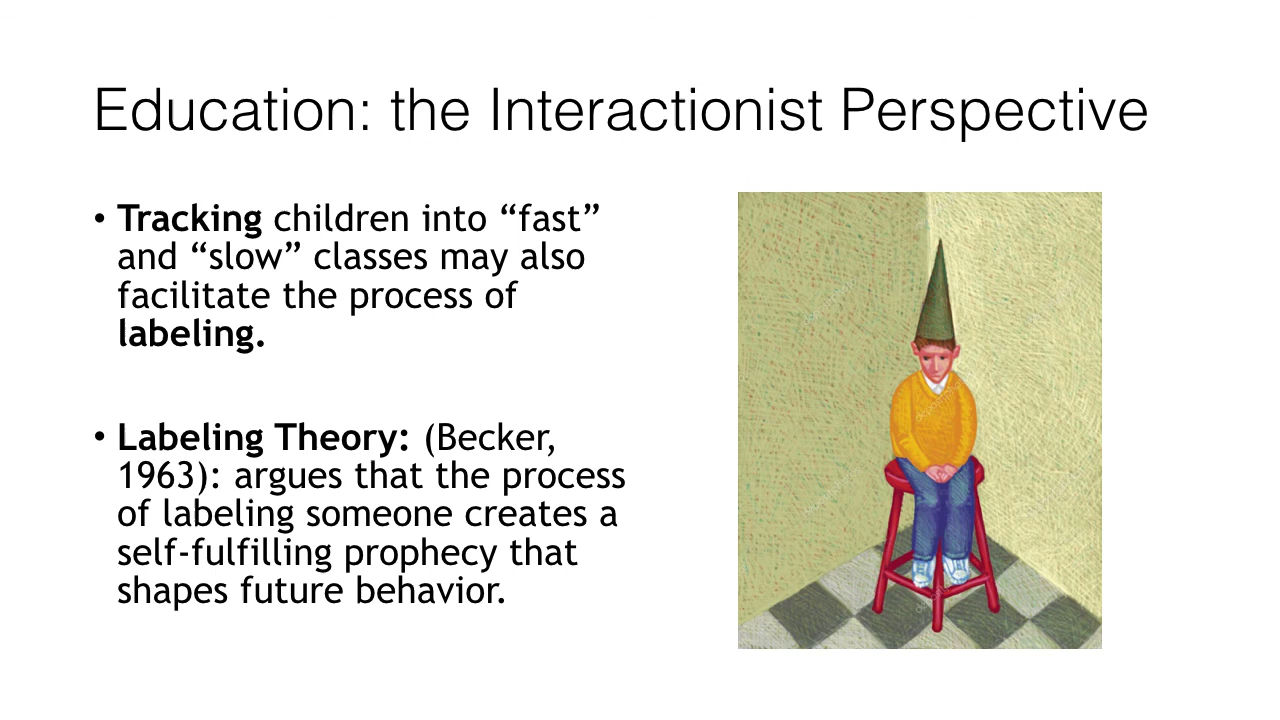 Education: the Interactionist Perspective
• Tracking children into “fast”
and “slow” classes may also
facilitate the process of
labeling.
• Labeling Theory: (Becker,
1963): argues that the process
of labeling someone creates a
self-fulfilling prophecy that
shapes future behavior.